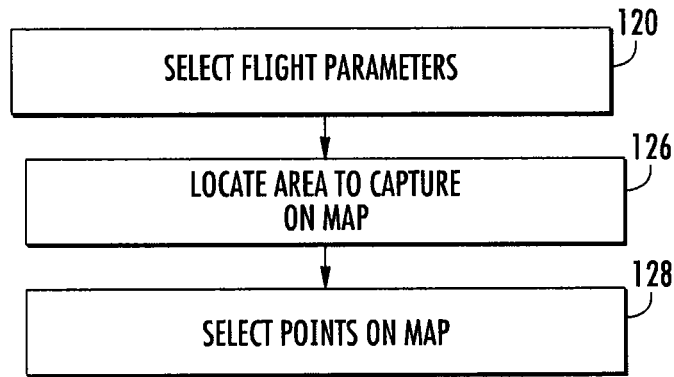 120
SELECT FLIGHT PARAMETERS
126
LOCATE AREA TO CAPTURE
ON MAP
128
SELECT POINTS ON MAP